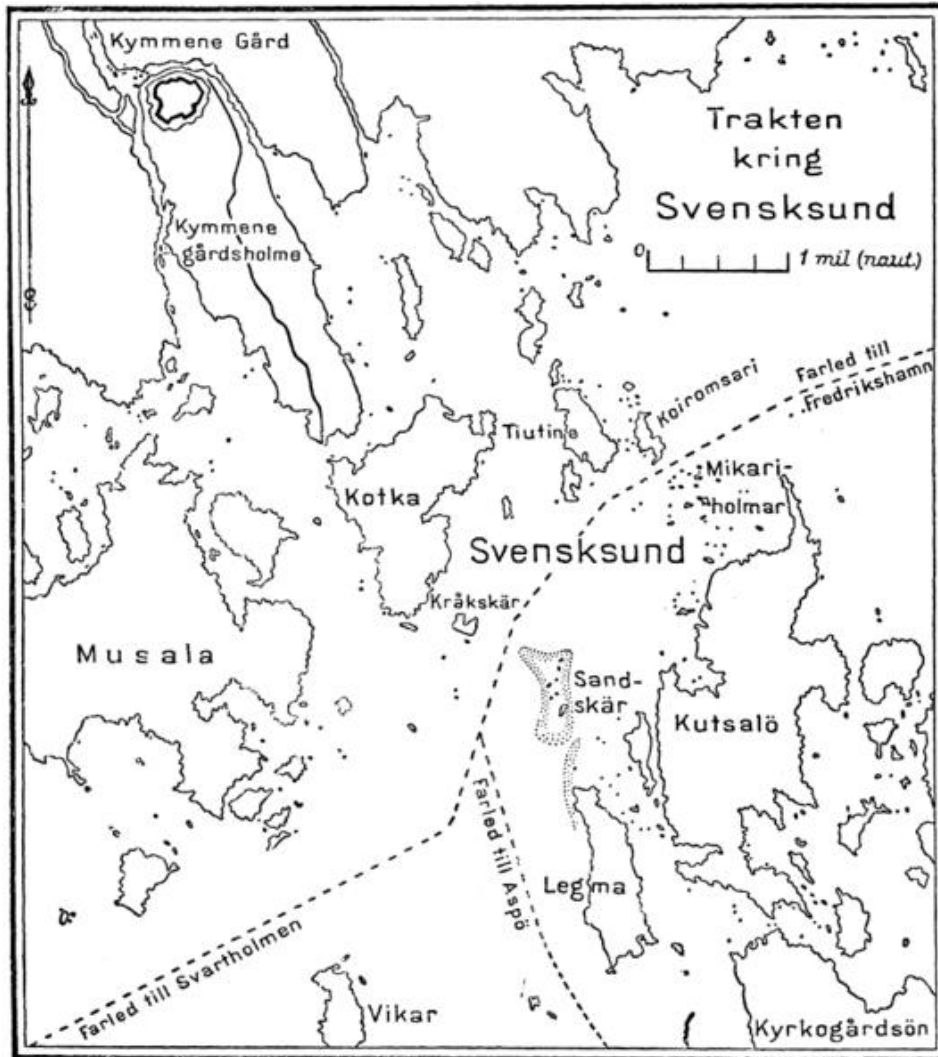 Kymmene Gård
Trakten
kring
Svensksund
0
1 mil (naut.)
Kymmene
gårdsholme
Farled till
Fredrikshamn
Koiromsari
Tiutine
Kotka
Mikari-
holmar
Svensksund
Kråkskär
Musala
Sand-
skär
Kutsalö
Farled till Aspö
Legma
Farled till Svartholmen
Vikar
Kyrkogårdsön